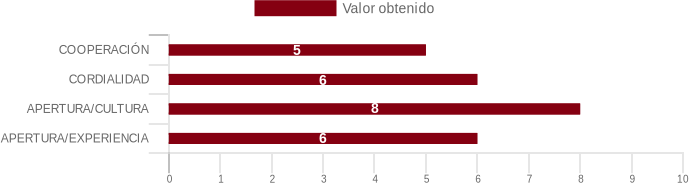 Valor obtenido
COOPERACIÓN 5
CORDIALIDAD 6
APERTURA/CULTURA 8
APERTURA/EXPERIENCIA 6
0 1 2 3 4 5 6 7 8 9 10